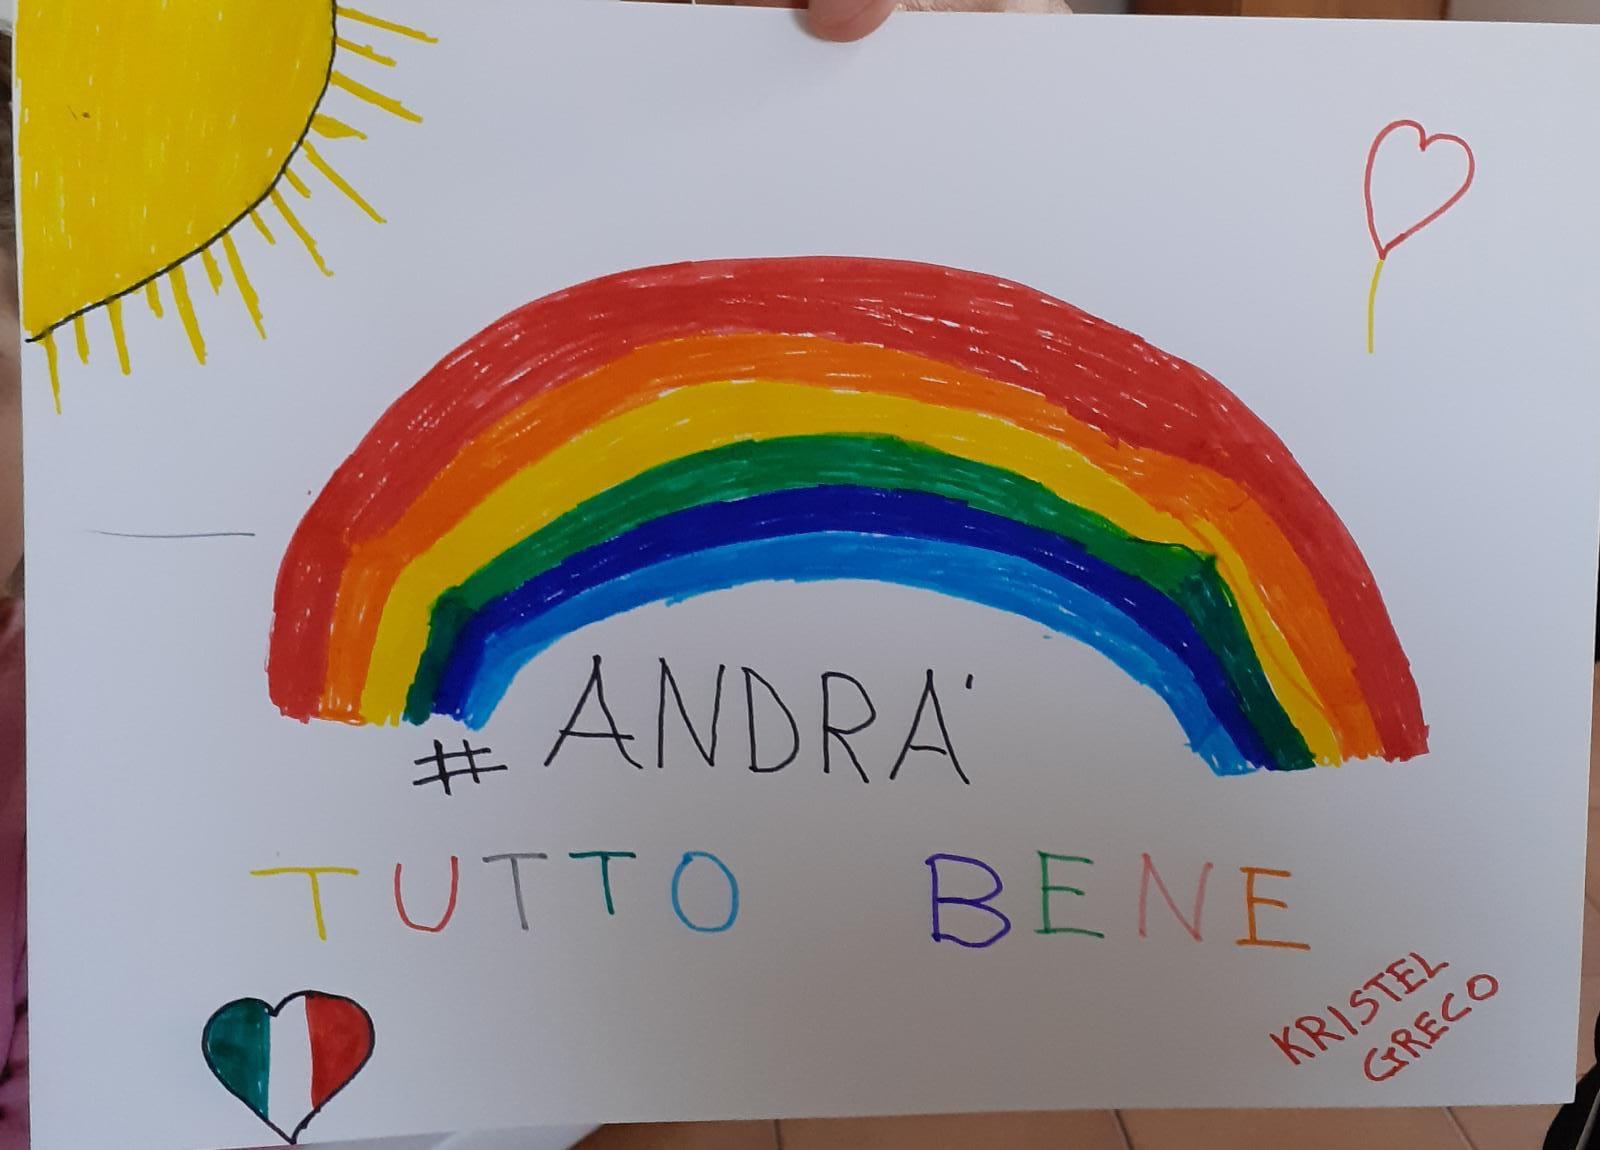 # ANDRA'
TUTTO BENE
KRISTEL
GRECO